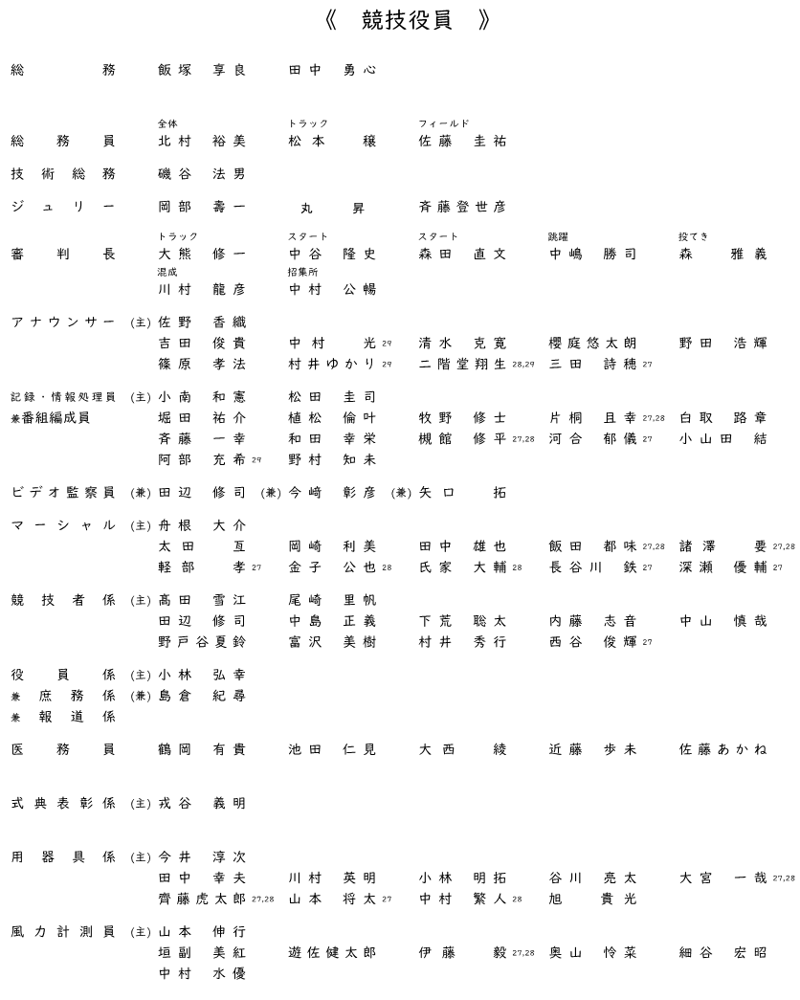 《　競技役員　》
総務 飯塚 享良 田中 勇心
全体 トラック フィールド
総務員 北村 裕美 松本 穣 佐藤 圭祐
技術総務 磯谷 法男
ジュリー 岡部 壽一 丸 昇 斉藤登世彦
トラック スタート スタート 跳躍 投てき
審判長 大熊 修一 中谷 隆史 森田 直文 中嶋 勝司 森 雅義
混成 招集所
川村 龍彦 中村 公暢
アナウンサー (主) 佐野 香織
吉田 俊貴 中村 光 29 清水 克寛 櫻庭悠太朗 野田 浩輝
篠原 孝法 村井ゆかり 29 二階堂翔生 28,29 三田 詩穂 27
記録・情報処理員 (主) 小南 和憲 松田 圭司
兼番組編成員 堀田 祐介 植松 倫叶 牧野 修士 片桐 且幸 27,28 白取 路章
斉藤 一幸 和田 幸栄 槻館 修平 27,28 河合 郁儀 27 小山田 結
阿部 充希 29 野村 知未
ビデオ監察員 (兼) 田辺 修司 (兼) 今﨑 彰彦 (兼) 矢口 拓
マーシャル (主) 舟根 大介
太田 亙 岡崎 利美 田中 雄也 飯田 都味 27,28 諸澤 要 27,28
軽部 孝 27 金子 公也 28 氏家 大輔 28 長谷川 鉄 27 深瀬 優輔 27
競技者係 (主) 髙田 雪江 尾崎 里帆
田辺 修司 中島 正義 下荒 聡太 内藤 志音 中山 慎哉
野戸谷夏鈴 富沢 美樹 村井 秀行 西谷 俊輝 27
役員係 (主) 小林 弘幸
兼 庶務係 (兼) 島倉 紀尋
兼 報道係
医務員 鶴岡 有貴 池田 仁見 大西 綾 近藤 歩未 佐藤あかね
式典表彰係 (主) 戎谷 義明
用器具係 (主) 今井 淳次
田中 幸夫 川村 英明 小林 明拓 谷川 亮太 大宮 一哉 27,28
齊藤虎太郎 27,28 山本 将太 27 中村 繁人 28 旭 貴光
風力計測員 (主) 山本 伸行
垣副 美紅 遊佐健太郎 伊藤 毅 27,28 奥山 怜菜 細谷 宏昭
中村 水優